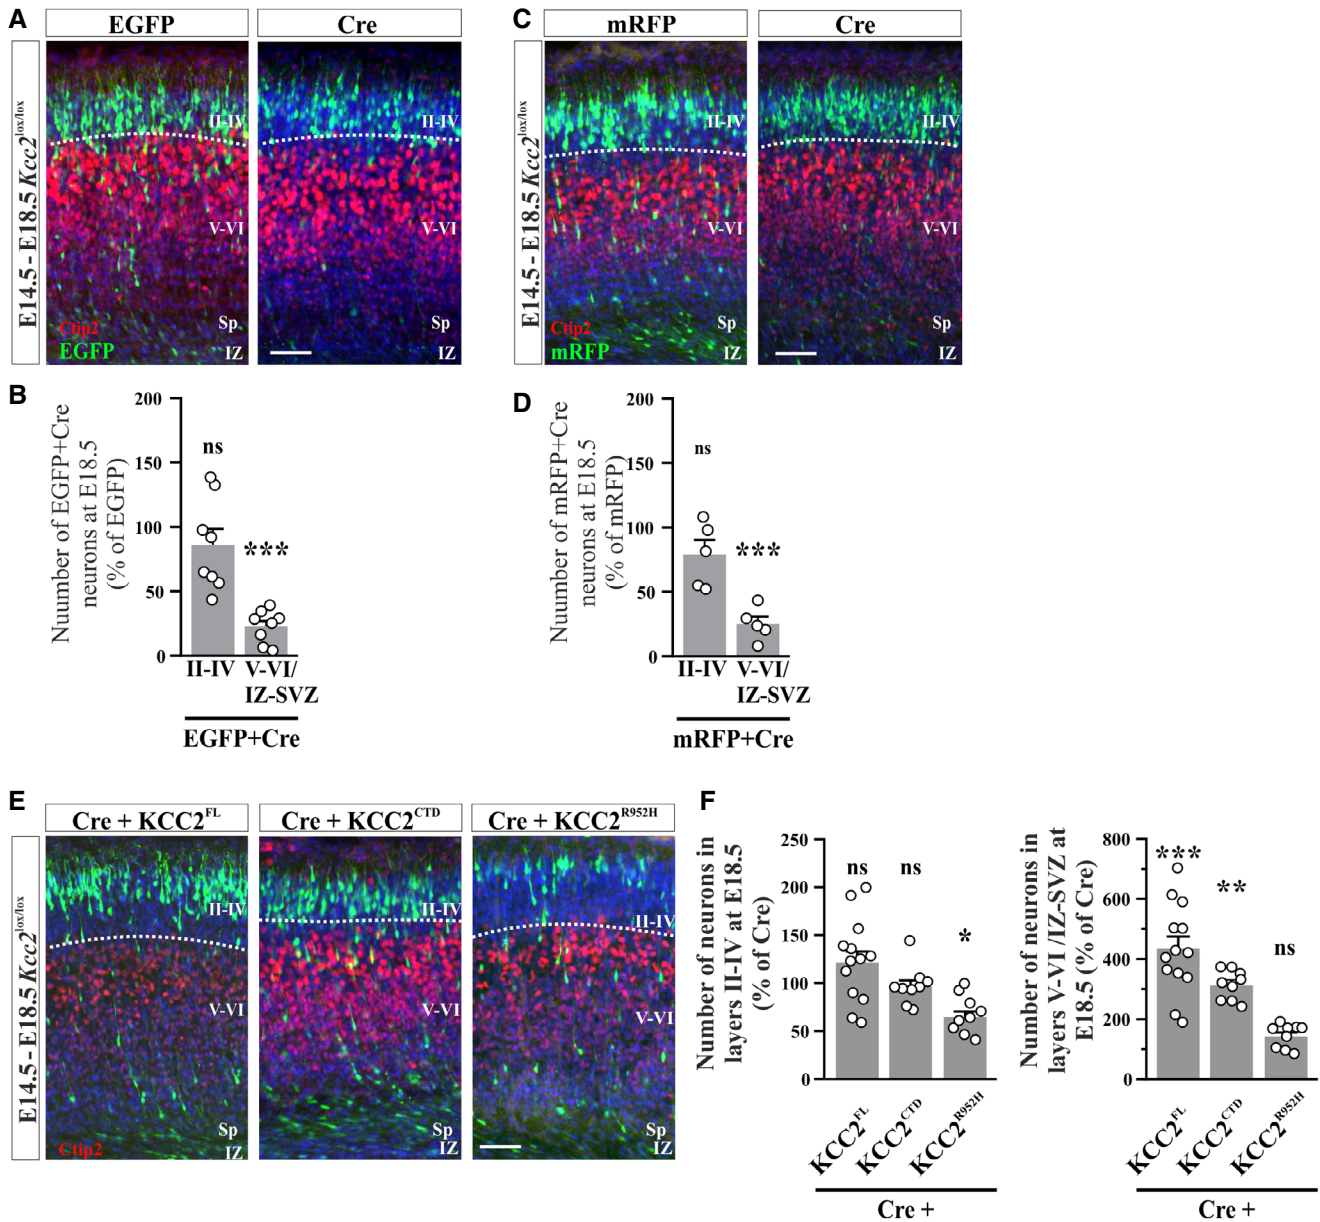 A
EGFP
Cre
E14.5 - E18.5 Kcc2lox/lox
II-IV
V-VI
Sp
IZ
Ctip2
EGFP
II-IV
V-VI
Sp
IZ
C
mRFP
Cre
E14.5 - E18.5 Kcc2lox/lox
II-IV
V-VI
Sp
IZ
Ctip2
mRFP
II-IV
V-VI
Sp
IZ
B
Nuumber of EGFP+Cre
neurons at E18.5
(% of EGFP)
200
150
100
50
0
ns
***
II-IV
V-VI/
IZ-SVZ
EGFP+Cre
D
Nuumber of mRFP+Cre
neurons at E18.5
(% of mRFP)
200
150
100
50
0
ns
***
II-IV
V-VI/
IZ-SVZ
mRFP+Cre
E
Cre + KCC2FL
Cre + KCC2CTD
Cre + KCC2R952H
E14.5 - E18.5 Kcc2lox/lox
II-IV
V-VI
Sp
IZ
Ctip2
II-IV
V-VI
Sp
IZ
II-IV
V-VI
Sp
IZ
F
Number of neurons in
layers II-IV at E18.5
(% of Cre)
250
200
150
100
50
0
ns
ns
*
KCC2FL
KCC2CTD
KCC2R952H
Cre +
Number of neurons in
layers V-VI /IZ-SVZ at
E18.5 (% of Cre)
800
600
400
200
0
***
**
ns
KCC2FL
KCC2CTD
KCC2R952H
Cre +